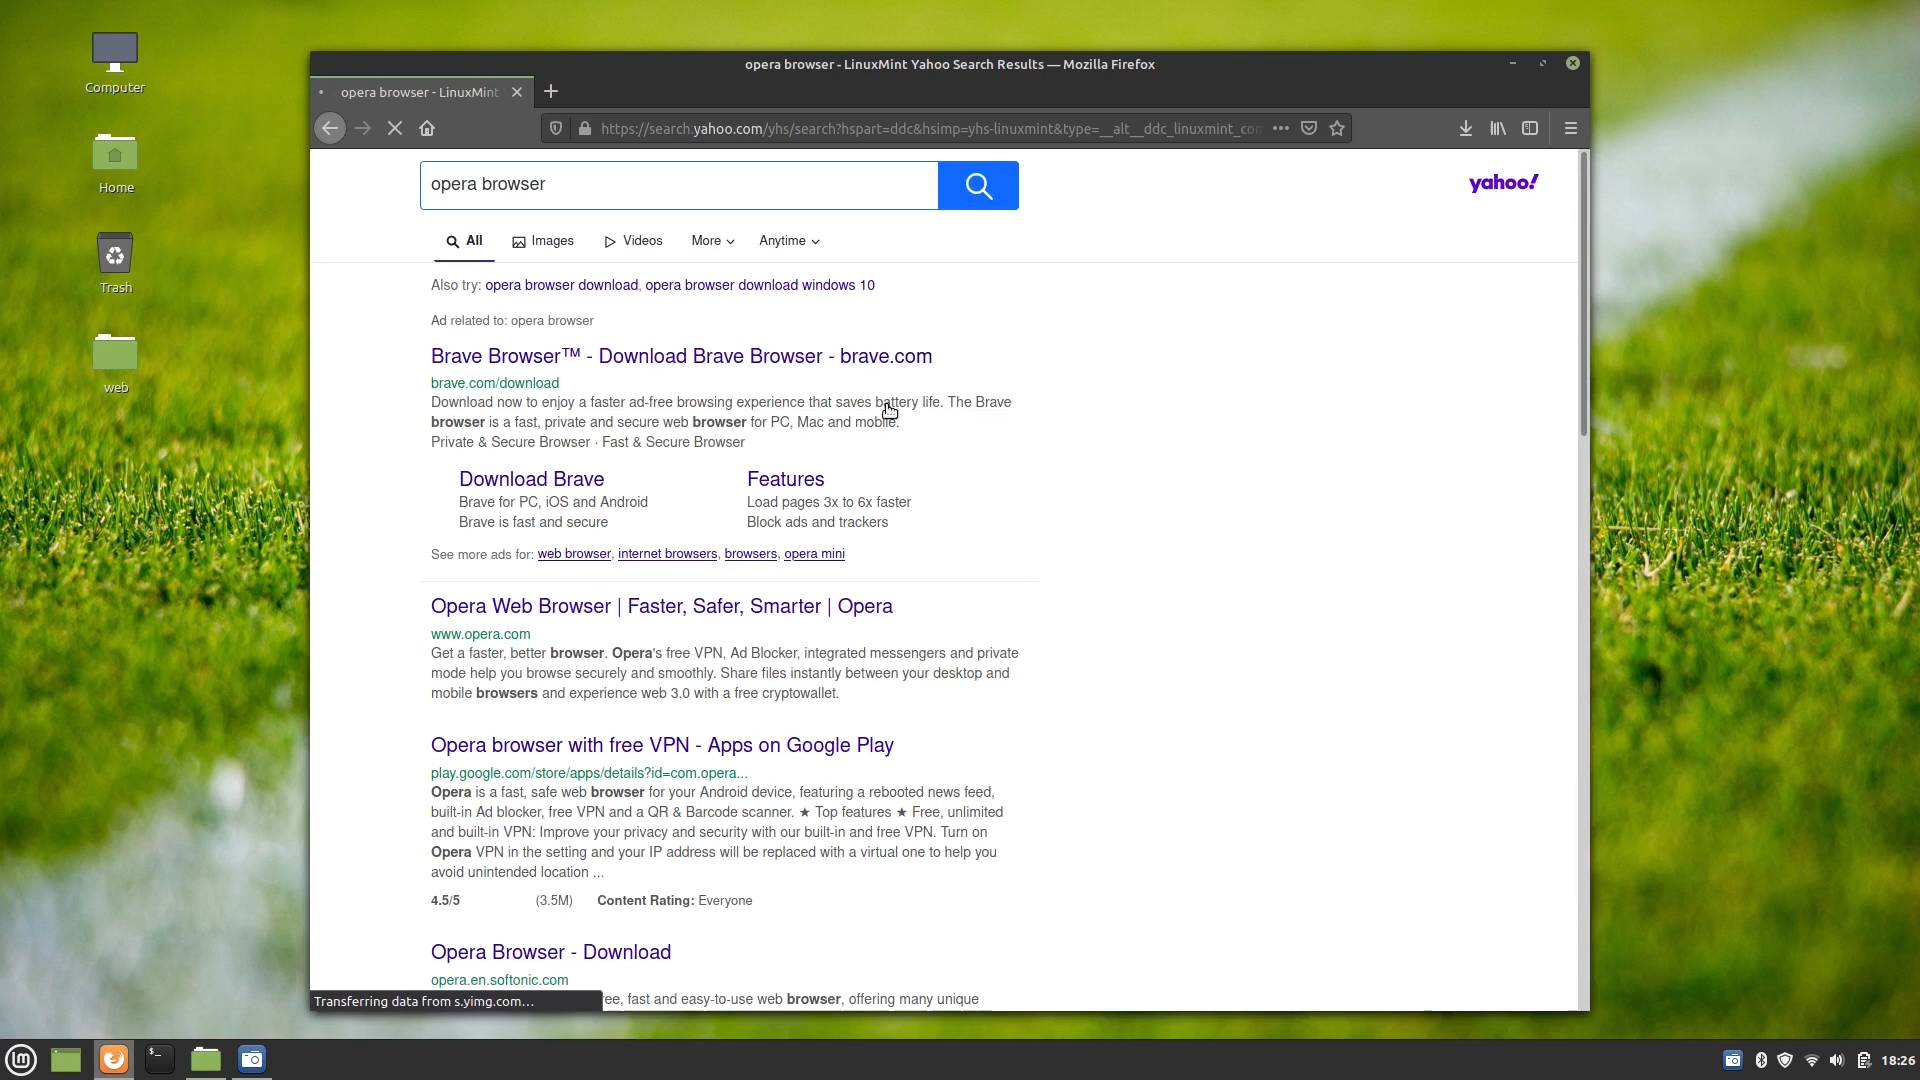 Computer
Home
Trash
web
opera browser - LinuxMint Yahoo Search Results — Mozilla Firefox
opera browser - LinuxMint
https://search.yahoo.com/yhs/search?hspart=ddc&hsimp=yhs-linuxmint&type=__alt__ddc_linuxmint_co
opera browser
yahoo!
All Images Videos More Anytime
Also try: opera browser download, opera browser download windows 10
Ad related to: opera browser
Brave Browser™ - Download Brave Browser - brave.com
brave.com/download
Download now to enjoy a faster ad-free browsing experience that saves battery life. The Brave
browser is a fast, private and secure web browser for PC, Mac and mobile.
Private & Secure Browser · Fast & Secure Browser
Download Brave
Brave for PC, iOS and Android
Brave is fast and secure
Features
Load pages 3x to 6x faster
Block ads and trackers
See more ads for: web browser, internet browsers, browsers, opera mini
Opera Web Browser | Faster, Safer, Smarter | Opera
www.opera.com
Get a faster, better browser. Opera's free VPN, Ad Blocker, integrated messengers and private
mode help you browse securely and smoothly. Share files instantly between your desktop and
mobile browsers and experience web 3.0 with a free cryptowallet.
Opera browser with free VPN - Apps on Google Play
play.google.com/store/apps/details?id=com.opera...
Opera is a fast, safe web browser for your Android device, featuring a rebooted news feed,
built-in Ad blocker, free VPN and a QR & Barcode scanner. ★ Top features ★ Free, unlimited
and built-in VPN: Improve your privacy and security with our built-in and free VPN. Turn on
Opera VPN in the setting and your IP address will be replaced with a virtual one to help you
avoid unintended location ...
4.5/5 (3.5M) Content Rating: Everyone
Opera Browser - Download
opera.en.softonic.com
ree, fast and easy-to-use web browser, offering many unique
Transferring data from s.yimg.com…
18:26